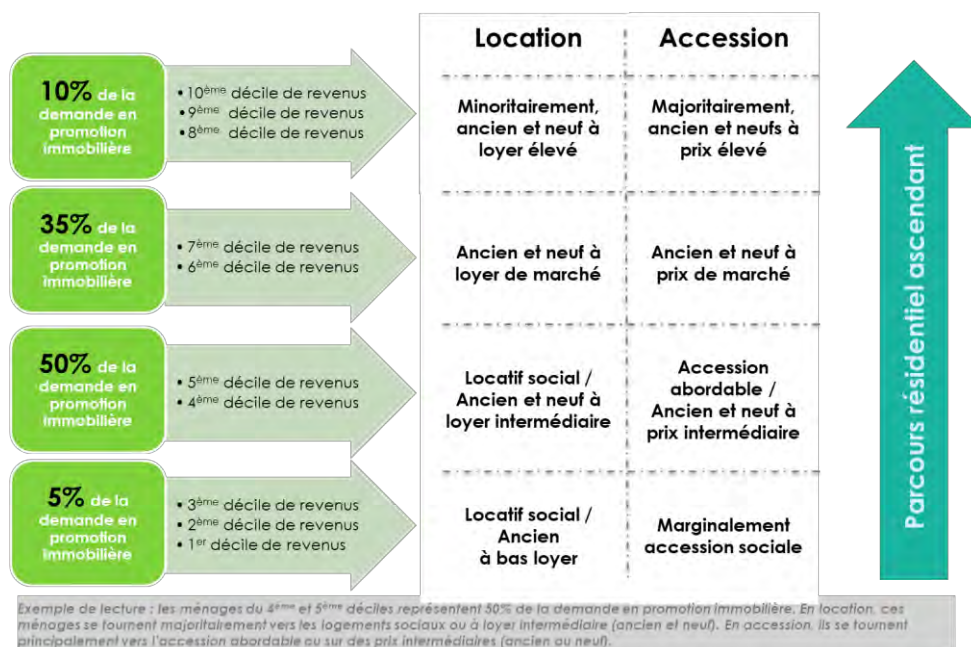 Location
Accession
10% de la
demande en
promotion
immobilière
• 10ème décile de revenus
• 9ème décile de revenus
• 8ème décile de revenus
Minoritairement,
ancien et neuf à
loyer élevé
Majoritairement,
ancien et neufs à
prix élevé
35% de la
demande en
promotion
immobilière
• 7ème décile de revenus
• 6ème décile de revenus
Ancien et neuf à
loyer de marché
Ancien et neuf à
prix de marché
50% de la
demande en
promotion
immobilière
• 5ème décile de revenus
• 4ème décile de revenus
Locatif social /
Ancien et neuf à
loyer intermédiaire
Accession
abordable /
Ancien et neuf à
prix intermédiaire
5% de la
demande en
promotion
immobilière
• 3ème décile de revenus
• 2ème décile de revenus
• 1er décile de revenus
Locatif social /
Ancien
à bas loyer
Marginalement
accession sociale
Parcours résidentiel ascendant
Exemple de lecture : les ménages du 4ème et 5ème déciles représentent 50% de la demande en promotion immobilière. En location, ces
ménages se tournent majoritairement vers les logements sociaux ou à loyer intermédiaire (ancien et neuf). En accession, ils se tournent
principalement vers l'accession abordable ou sur des prix intermédiaires (ancien ou neuf).